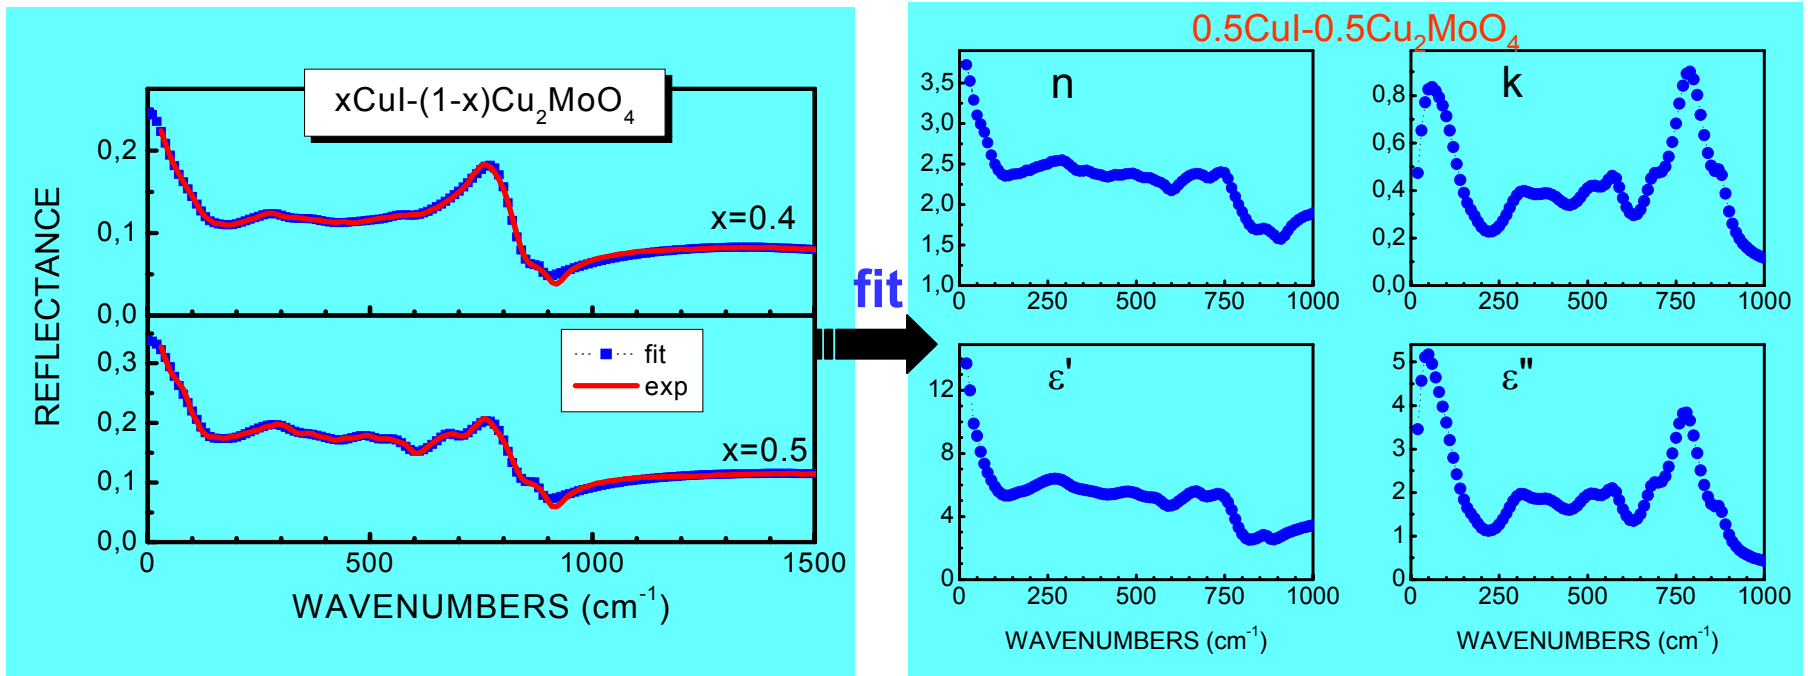 xCuI-(1-x)Cu₂MoO₄
REFLECTANCE
0,2
0,1
0,0
x=0.4
0,3
0,2
0,1
0,0
fit
exp
x=0.5
0 500 1000 1500
WAVENUMBERS (cm⁻¹)
fit
0.5CuI-0.5Cu₂MoO₄
n
3,5
3,0
2,5
2,0
1,5
1,0
0 250 500 750 1000
k
0,8
0,6
0,4
0,2
0,0
0 250 500 750 1000
ε'
12
8
4
0
0 250 500 750 1000
WAVENUMBERS (cm⁻¹)
ε"
5
4
3
2
1
0
0 250 500 750 1000
WAVENUMBERS (cm⁻¹)